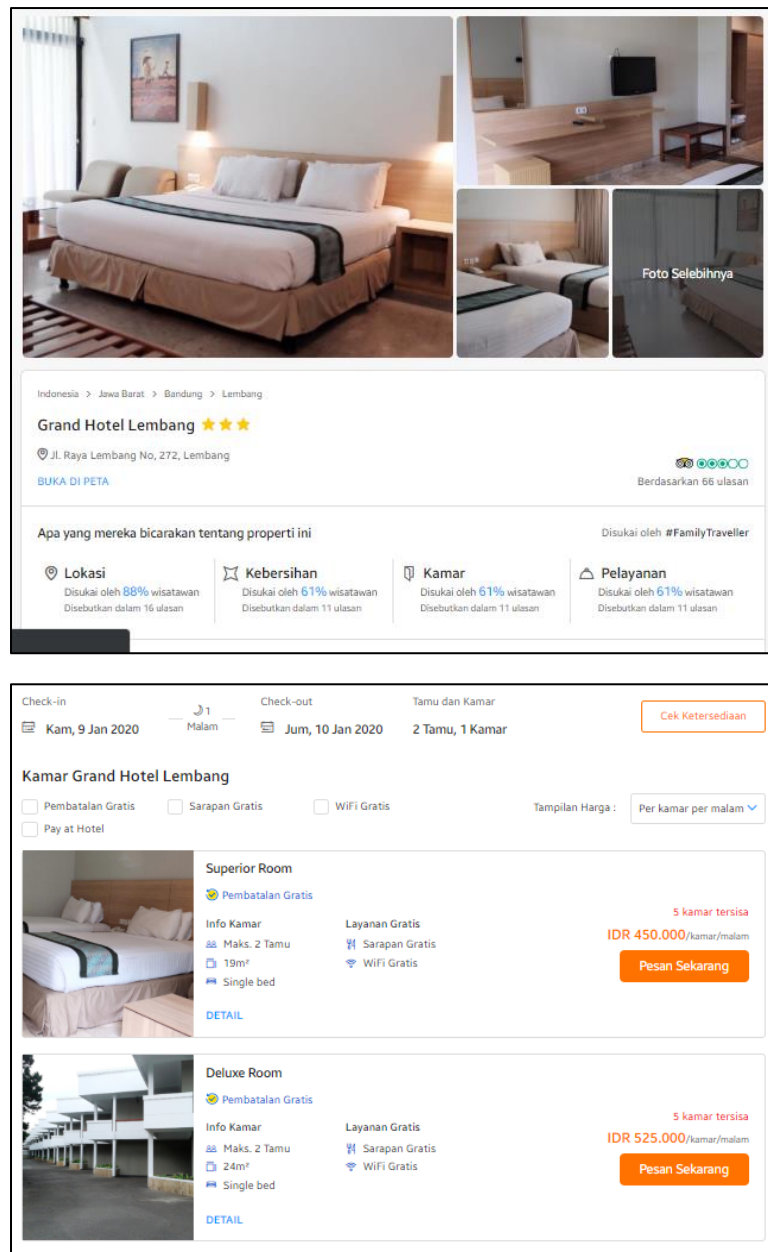 Foto Selebihnya
Indonesia > Jawa Barat > Bandung > Lembang
Grand Hotel Lembang
Jl. Raya Lembang No, 272, Lembang
BUKA DI PETA
Berdasarkan 66 ulasan
Apa yang mereka bicarakan tentang properti ini
Disukai oleh #FamilyTraveller
Lokasi
Disukai oleh 88% wisatawan
Disebutkan dalam 16 ulasan
Kebersihan
Disukai oleh 61% wisatawan
Disebutkan dalam 11 ulasan
Kamar
Disukai oleh 61% wisatawan
Disebutkan dalam 11 ulasan
Pelayanan
Disukai oleh 61% wisatawan
Disebutkan dalam 11 ulasan
Check-in
Kam, 9 Jan 2020
1
Malam
Check-out
Jum, 10 Jan 2020
Tamu dan Kamar
2 Tamu, 1 Kamar
Cek Ketersediaan
Kamar Grand Hotel Lembang
Pembatalan Gratis
Sarapan Gratis
WiFi Gratis
Pay at Hotel
Tampilan Harga :
Per kamar per malam
Superior Room
Pembatalan Gratis
Info Kamar
Maks. 2 Tamu
19m²
Single bed
Layanan Gratis
Sarapan Gratis
WiFi Gratis
DETAIL
5 kamar tersisa
IDR 450.000/kamar/malam
Pesan Sekarang
Deluxe Room
Pembatalan Gratis
Info Kamar
Maks. 2 Tamu
24m²
Single bed
Layanan Gratis
Sarapan Gratis
WiFi Gratis
DETAIL
5 kamar tersisa
IDR 525.000/kamar/malam
Pesan Sekarang